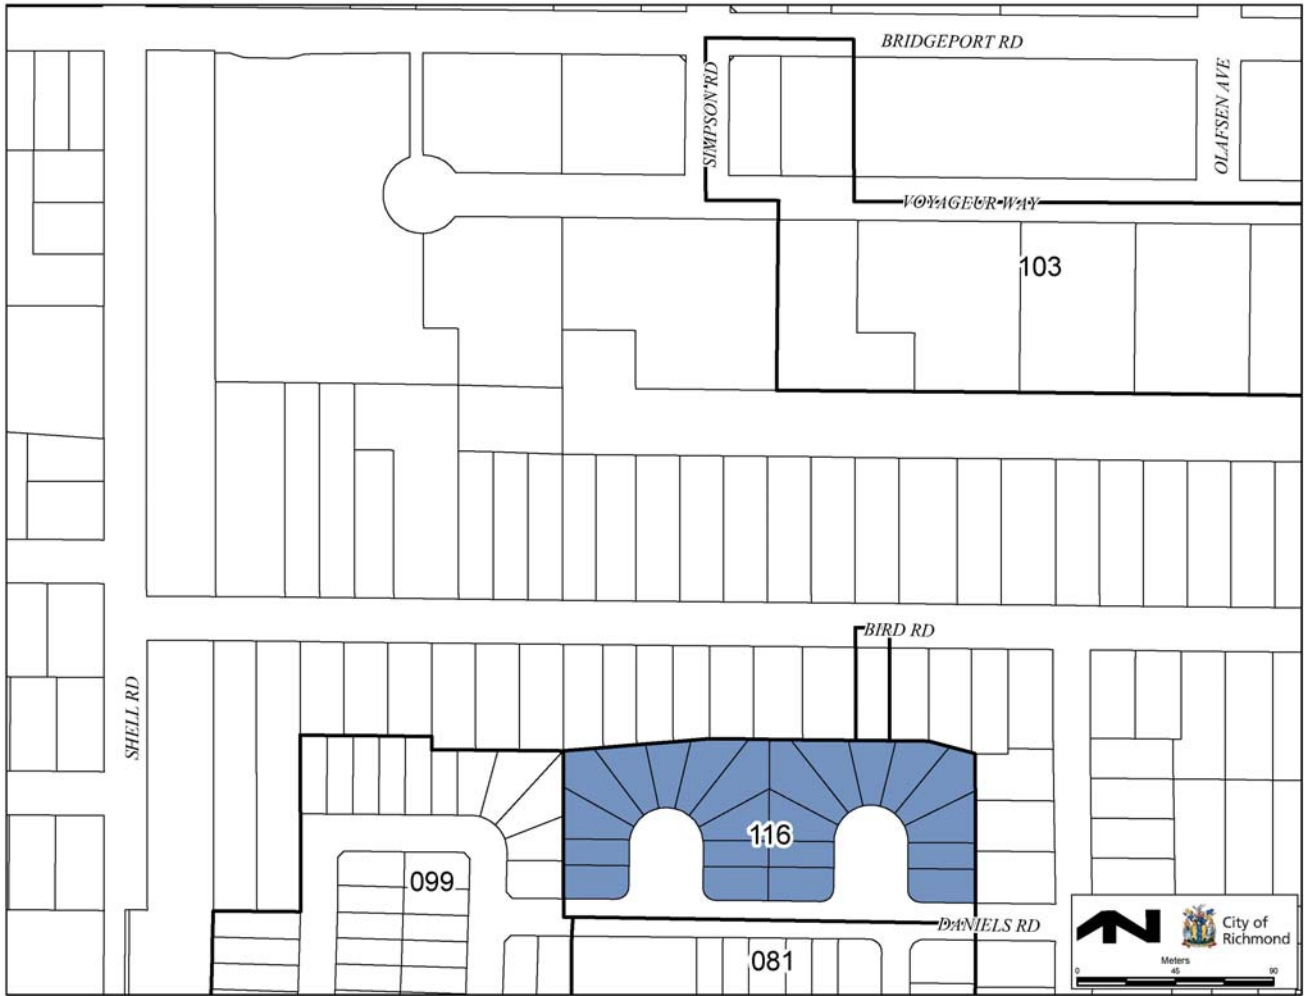 BRIDGEPORT RD
SIMPSON RD
OLAFSEN AVE
VOYAGEUR WAY
103
BIRD RD
SHELL RD
116
099
DANIELS RD
081
N
City of
Richmond
Meters
0 45 90